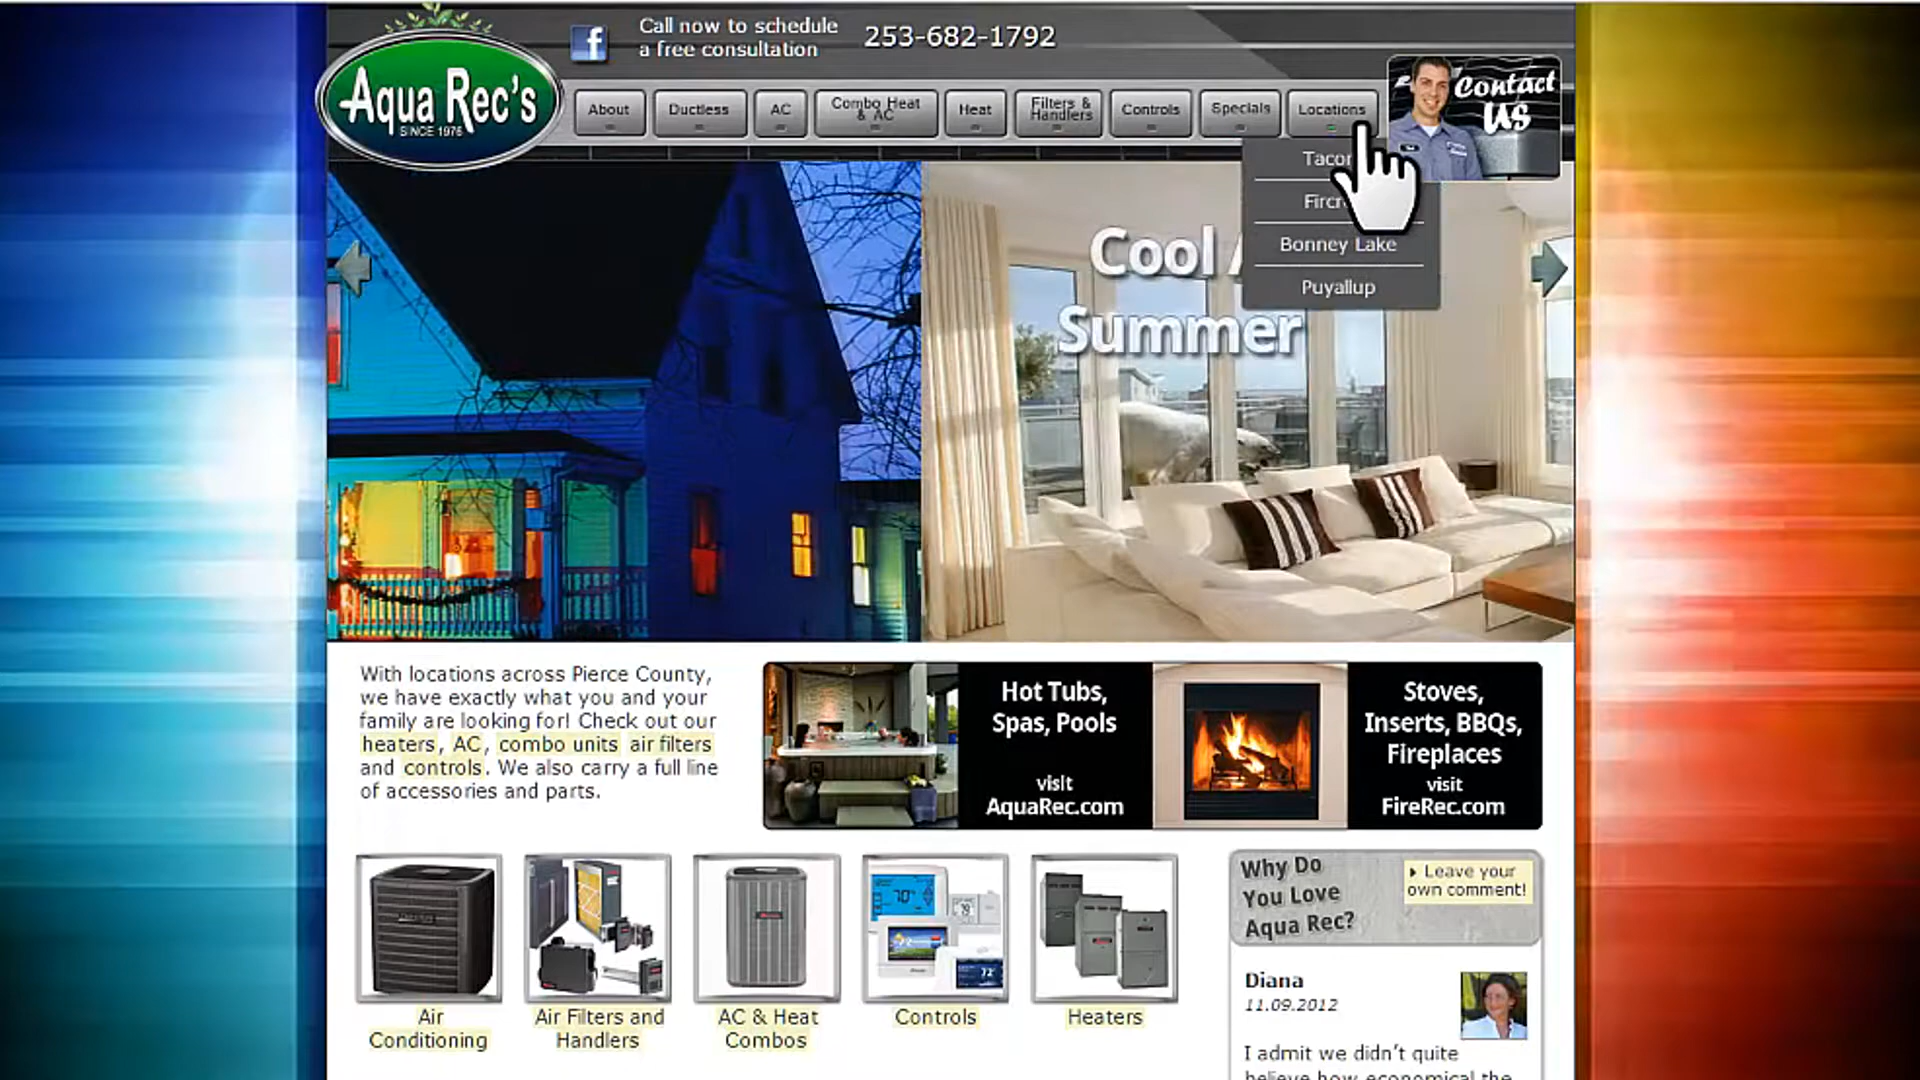 Call now to schedule
a free consultation
253-682-1792
Aqua Rec's
SINCE 1976
About
Ductless
AC
Combo Heat
& AC
Heat
Filters &
Handlers
Controls
Specials
Locations
Contact
Us
Bonney Lake
Puyallup
Cool
Summer
With locations across Pierce County,
we have exactly what you and your
family are looking for! Check out our
heaters, AC, combo units air filters
and controls. We also carry a full line
of accessories and parts.
Hot Tubs,
Spas, Pools
visit
AquaRec.com
Stoves,
Inserts, BBQs,
Fireplaces
visit
FireRec.com
Air
Conditioning
Air Filters and
Handlers
AC & Heat
Combos
Controls
Heaters
Why Do
You Love
Aqua Rec?
Leave your
own comment!
Diana
11.09.2012
I admit we didn't quite
believe how economical the